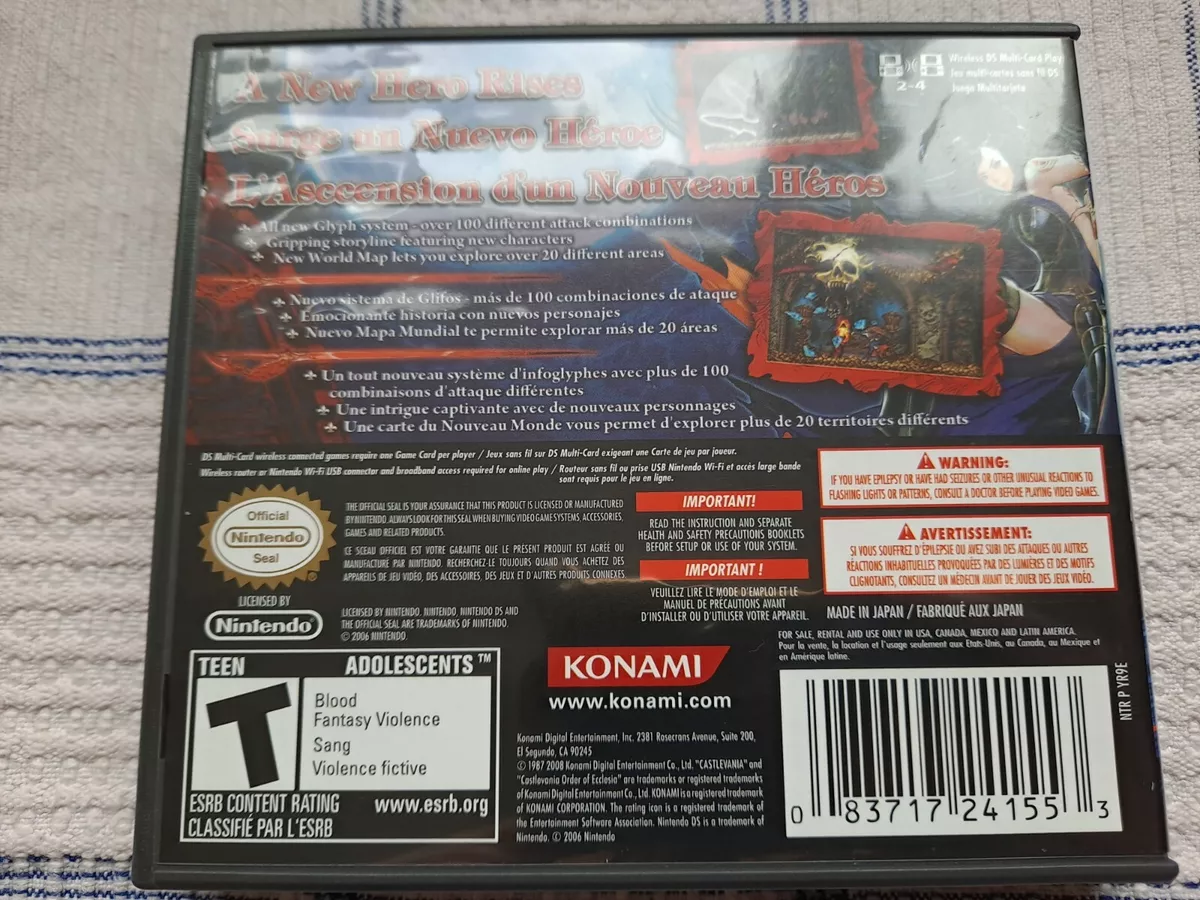 Wireless DS Multi-Card Play
Jeu multi-cartes sans fil DS
Juego Multitarjeta
2-4
A New Hero Rises
Surge un Nuevo Héroe
L'Asccension d'un Nouveau Héros
All new Glyph system - over 100 different attack combinations
Gripping storyline featuring new characters
New World Map lets you explore over 20 different areas
Nuevo sistema de Glifos - más de 100 combinaciones de ataque
Emocionante historia con nuevos personajes
Nuevo Mapa Mundial te permite explorar más de 20 áreas
Un tout nouveau système d'infoglyphes avec plus de 100
combinaisons d'attaque différentes
Une intrigue captivante avec de nouveaux personnages
Une carte du Nouveau Monde vous permet d'explorer plus de 20 territoires différents
DS Multi-Card wireless connected games require one Game Card per player / Jeux sans fil sur DS Multi-Card exigeant une Carte de jeu par joueur.
Wireless router or Nintendo Wi-Fi USB connector and broadband access required for online play / Routeur sans fil ou prise USB Nintendo Wi-Fi et accès large bande
sont requis pour le jeu en ligne.
Official
Nintendo
Seal
THE OFFICIAL SEAL IS YOUR ASSURANCE THAT THIS PRODUCT IS LICENSED OR MANUFACTURED
BY NINTENDO. ALWAYS LOOK FOR THIS SEAL WHEN BUYING VIDEO GAME SYSTEMS, ACCESSORIES,
GAMES AND RELATED PRODUCTS.
CE SCEAU OFFICIEL EST VOTRE GARANTIE QUE LE PRÉSENT PRODUIT EST AGRÉÉ OU
MANUFACTURÉ PAR NINTENDO. RECHERCHEZ-LE TOUJOURS QUAND VOUS ACHETEZ DES
APPAREILS DE JEU VIDÉO, DES ACCESSOIRES, DES JEUX ET D'AUTRES PRODUITS CONNEXES.
LICENSED BY
Nintendo®
LICENSED BY NINTENDO. NINTENDO, NINTENDO DS AND
THE OFFICIAL SEAL ARE TRADEMARKS OF NINTENDO.
© 2006 NINTENDO.
IMPORTANT!
READ THE INSTRUCTION AND SEPARATE
HEALTH AND SAFETY PRECAUTIONS BOOKLETS
BEFORE SETUP OR USE OF YOUR SYSTEM.
IMPORTANT !
VEUILLEZ LIRE LE MODE D'EMPLOI ET LE
MANUEL DE PRÉCAUTIONS AVANT
D'INSTALLER OU D'UTILISER VOTRE APPAREIL.
WARNING:
IF YOU HAVE EPILEPSY OR HAVE HAD SEIZURES OR OTHER UNUSUAL REACTIONS TO
FLASHING LIGHTS OR PATTERNS, CONSULT A DOCTOR BEFORE PLAYING VIDEO GAMES.
AVERTISSEMENT:
SI VOUS SOUFFREZ D'ÉPILEPSIE OU AVEZ SUBI DES ATTAQUES OU AUTRES
RÉACTIONS INHABITUELLES PROVOQUÉES PAR DES LUMIÈRES ET DES MOTIFS
CLIGNOTANTS, CONSULTEZ UN MÉDECIN AVANT DE JOUER DES JEUX VIDÉO.
MADE IN JAPAN / FABRIQUÉ AUX JAPAN
FOR SALE, RENTAL AND USE ONLY IN USA, CANADA, MEXICO AND LATIN AMERICA.
Pour la vente, la location et l'usage seulement aux Etats-Unis, au Canada, au Mexique et
en Amérique latine.
TEEN ADOLESCENTS ™
T
Blood
Fantasy Violence
Sang
Violence fictive
ESRB CONTENT RATING www.esrb.org
CLASSIFIÉ PAR L'ESRB
KONAMI
www.konami.com
Konami Digital Entertainment, Inc. 2381 Rosecrans Avenue, Suite 200,
El Segundo, CA 90245
© 1987 2008 Konami Digital Entertainment Co., Ltd. "CASTLEVANIA" and
"Castlevania Order of Ecclesia" are trademarks or registered trademarks
of Konami Digital Entertainment Co., Ltd. KONAMI is a registered trademark
of KONAMI CORPORATION. The rating icon is a registered trademark of
the Entertainment Software Association. Nintendo DS is a trademark of
Nintendo. © 2006 Nintendo
0 83717 24155 3
NTR P YR9E